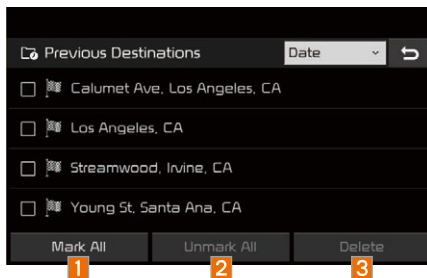 Previous Destinations Date
Calumet Ave, Los Angeles, CA
Los Angeles, CA
Streamwood, Irvine, CA
Young St, Santa Ana, CA
Mark All Unmark All Delete
1 2 3